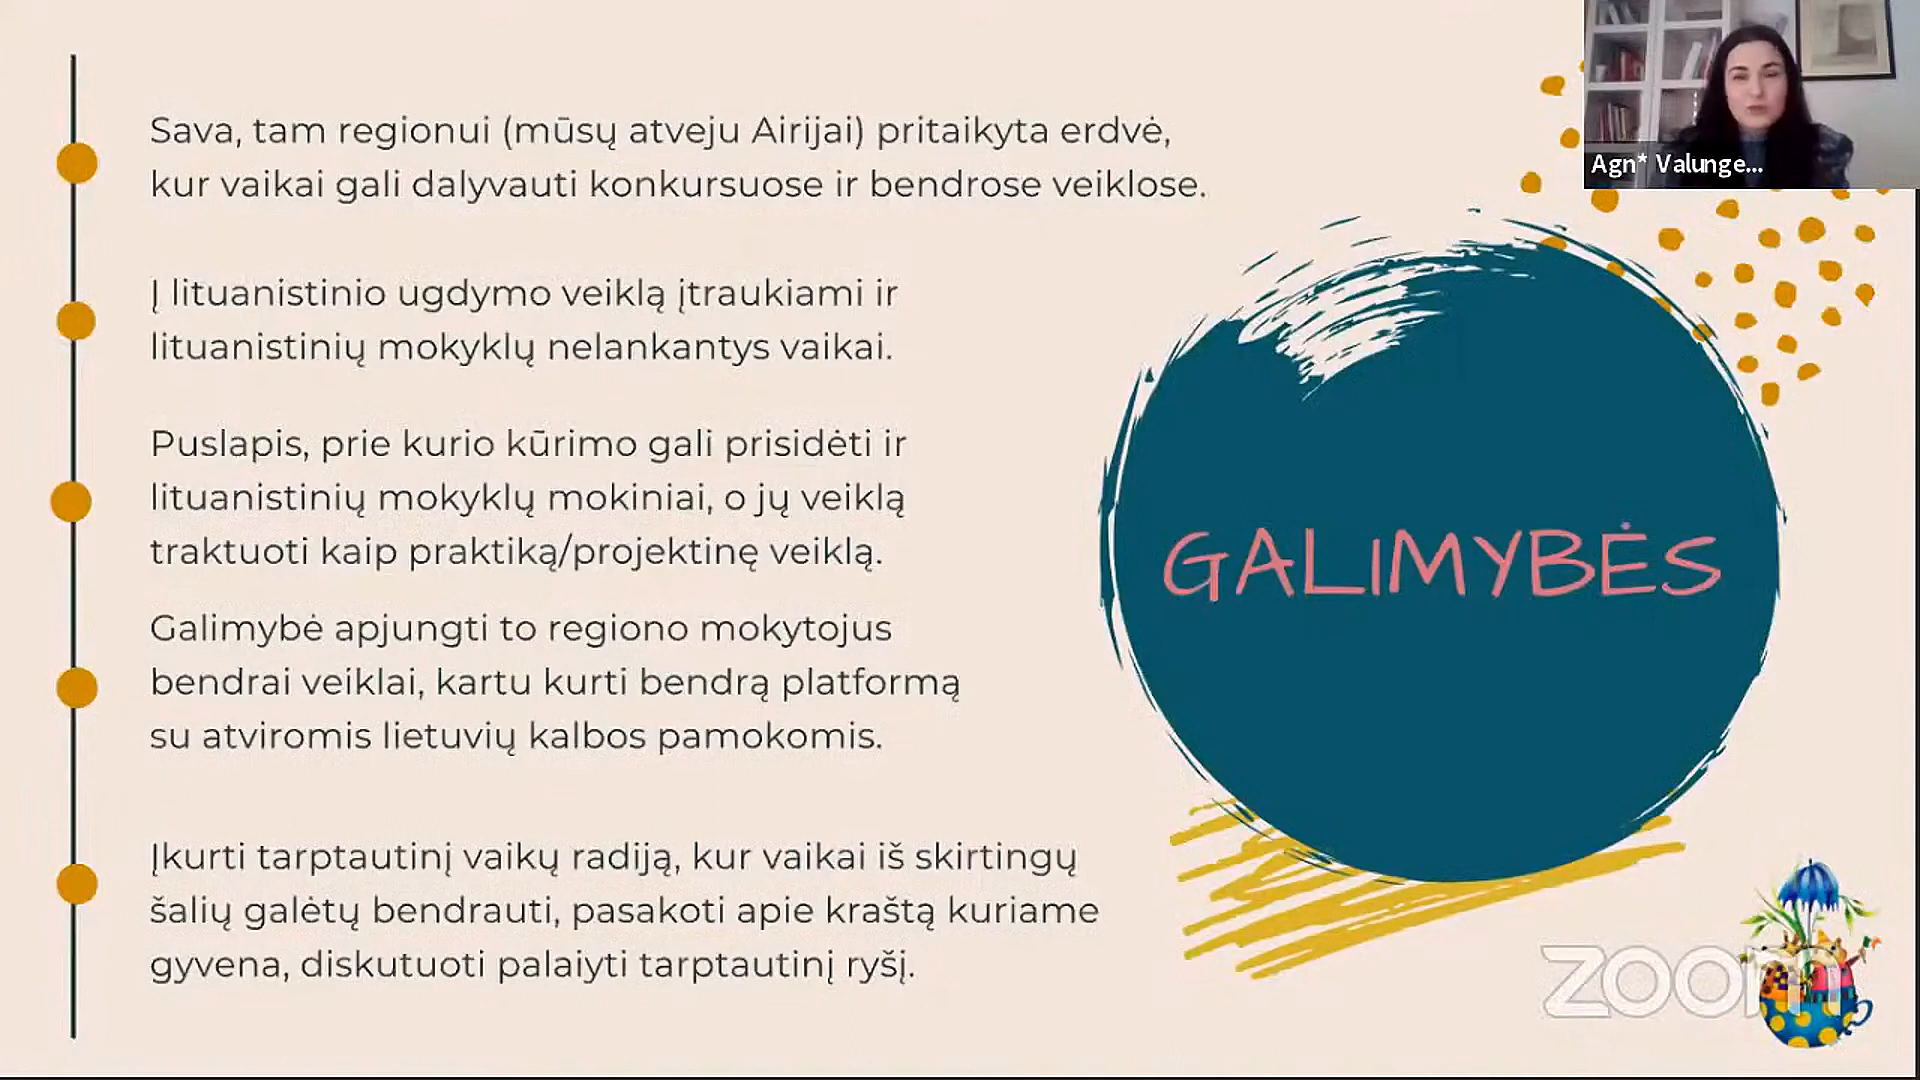 Sava, tam regionui (mūsų atveju Airijai) pritaikyta erdvė,
kur vaikai gali dalyvauti konkursuose ir bendrose veiklose.
Į lituanistinio ugdymo veiklą įtraukiami ir
lituanistinių mokyklų nelankantys vaikai.
Puslapis, prie kurio kūrimo gali prisidėti ir
lituanistinių mokyklų mokiniai, o jų veiklą
traktuoti kaip praktiką/projektinę veiklą.
Galimybė apjungti to regiono mokytojus
bendrai veiklai, kartu kurti bendrą platformą
su atviromis lietuvių kalbos pamokomis.
Įkurti tarptautinį vaikų radiją, kur vaikai iš skirtingų
šalių galėtų bendrauti, pasakoti apie kraštą kuriame
gyvena, diskutuoti palaiyti tarptautinį ryšį.
GALIMYBĖS
Agn* Valunge...
zoom